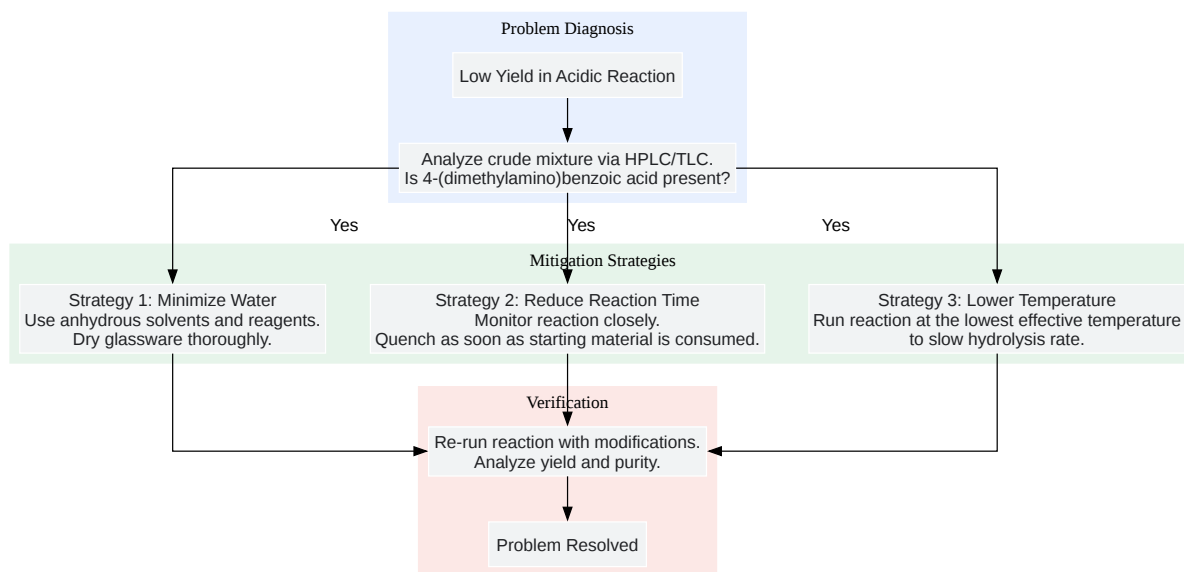 Problem Diagnosis
Low Yield in Acidic Reaction
Analyze crude mixture via HPLC/TLC.
Is 4-(dimethylamino)benzoic acid present?
Yes
Yes
Yes
Mitigation Strategies
Strategy 1: Minimize Water
Use anhydrous solvents and reagents.
Dry glassware thoroughly.
Strategy 2: Reduce Reaction Time
Monitor reaction closely.
Quench as soon as starting material is consumed.
Strategy 3: Lower Temperature
Run reaction at the lowest effective temperature
to slow hydrolysis rate.
Verification
Re-run reaction with modifications.
Analyze yield and purity.
Problem Resolved